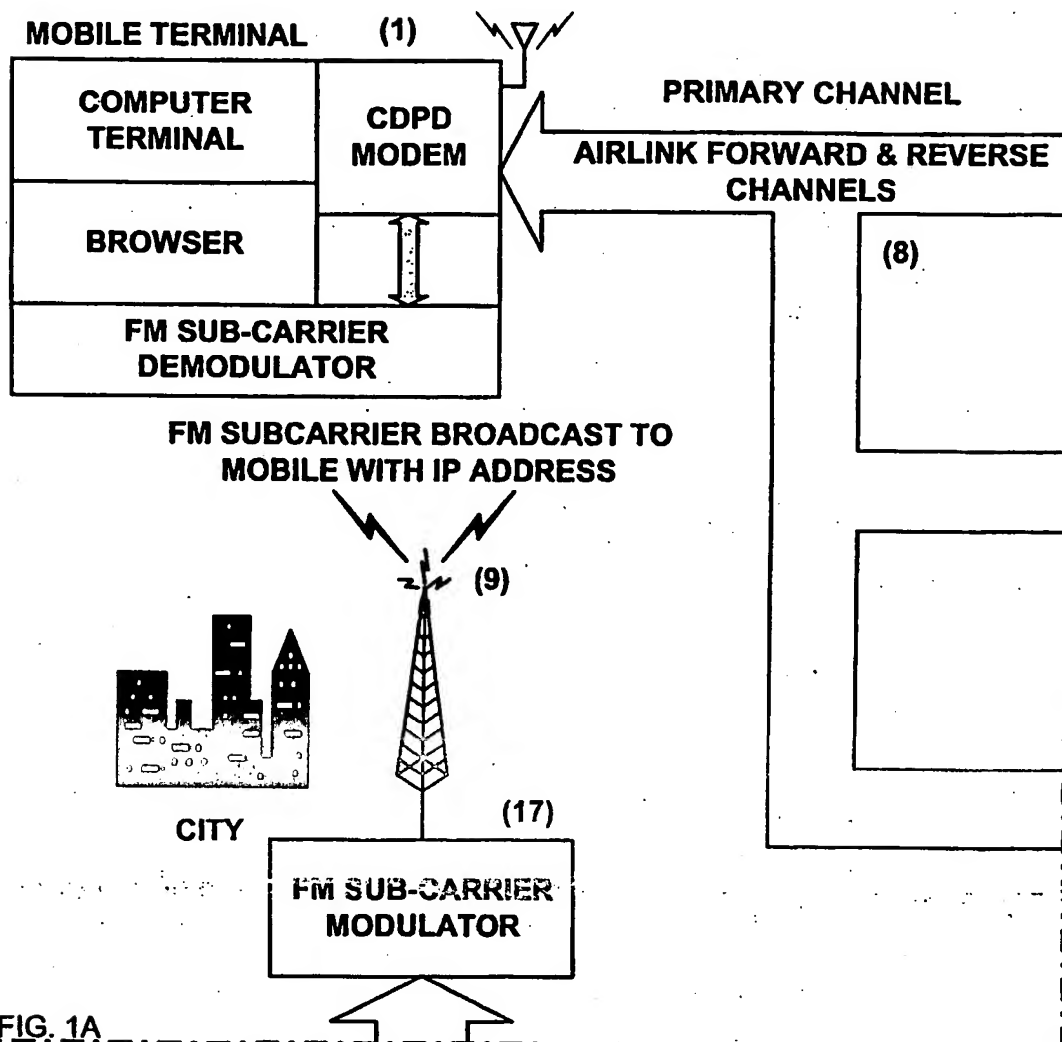 MOBILE TERMINAL
(1)
COMPUTER
TERMINAL
CDPD
MODEM
BROWSER
FM SUB-CARRIER
DEMODULATOR
PRIMARY CHANNEL
AIRLINK FORWARD & REVERSE
CHANNELS
(8)
FM SUBCARRIER BROADCAST TO
MOBILE WITH IP ADDRESS
(9)
CITY
(17)
FM SUB-CARRIER
MODULATOR
FIG. 1A